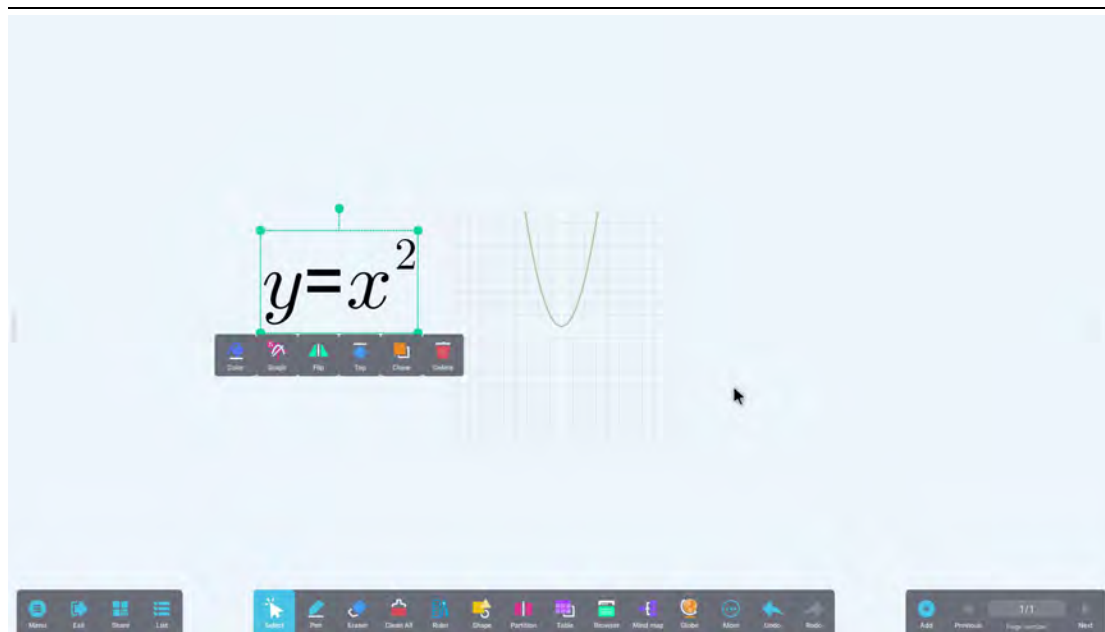 y=x²
Color Graph Flip Top Clone Delete
Menu Exit Share List
Select Pen Eraser Clean All Ruler Shape Partition Table Browser Mind map Globe More Undo Redo
Add Previous 1/1 Page number Next